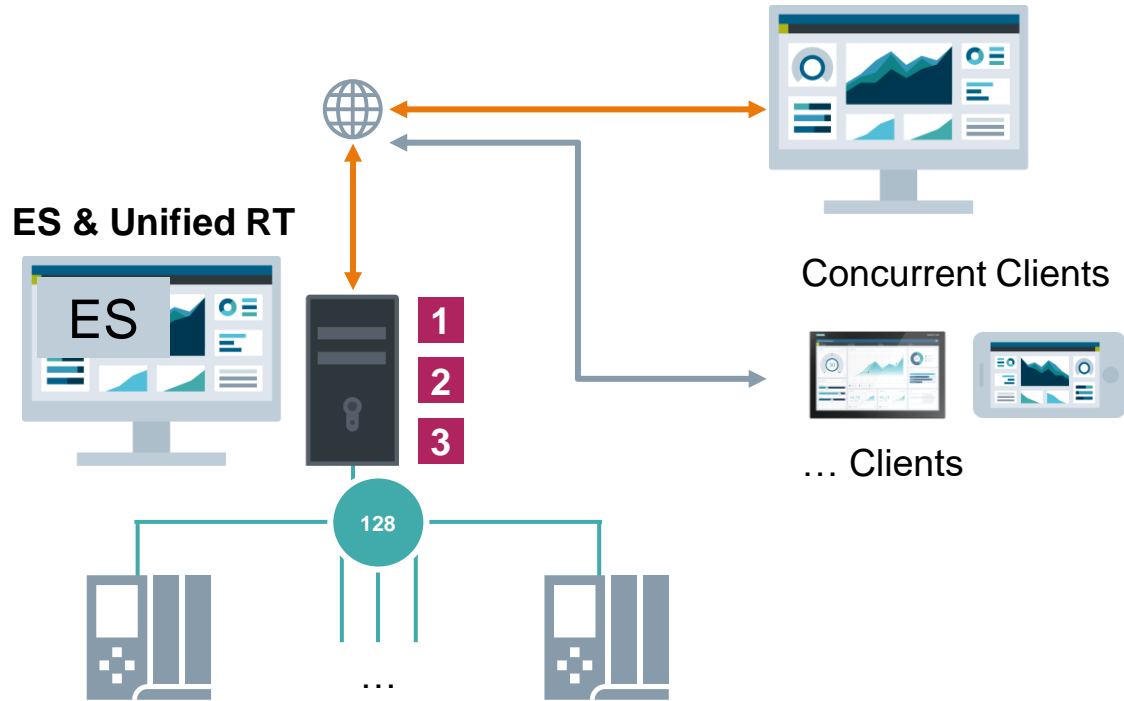 ES & Unified RT
ES
1
2
3
Concurrent Clients
… Clients
128
…